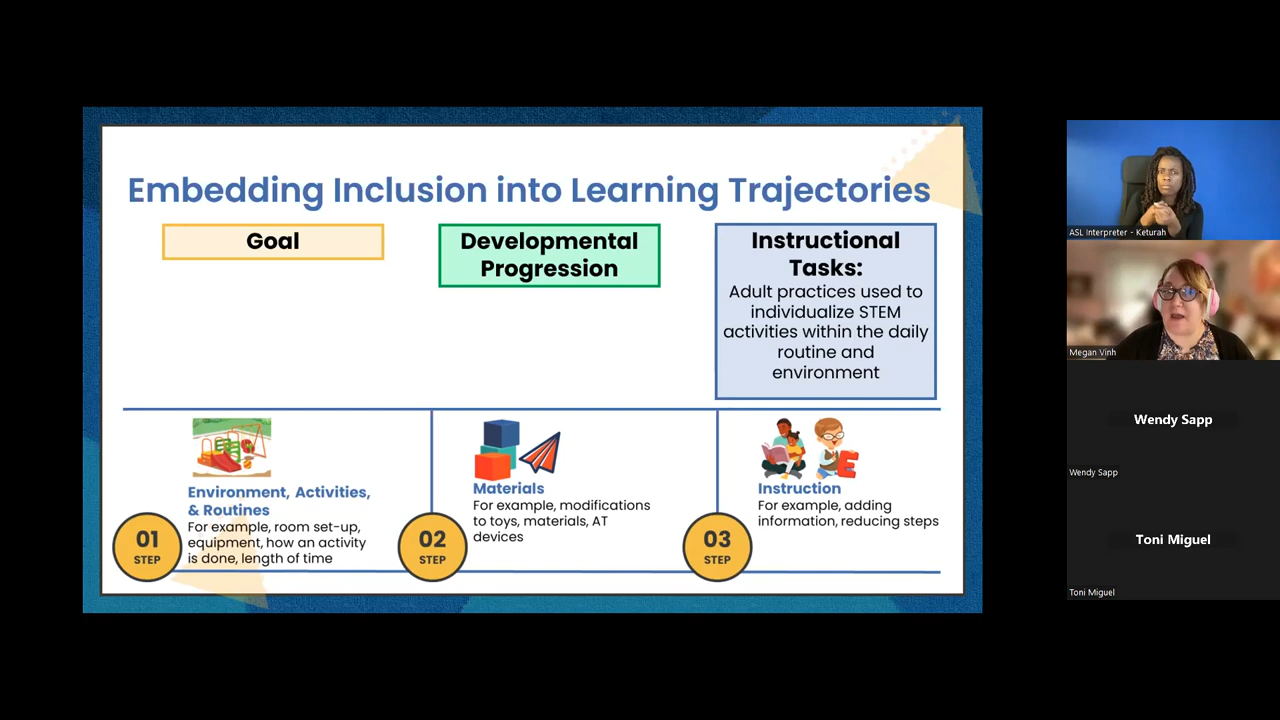 Embedding Inclusion into Learning Trajectories
Goal
Developmental
Progression
Instructional
Tasks:
Adult practices used to
individualize STEM
activities within the daily
routine and
environment
Environment, Activities,
& Routines
For example, room set-up,
equipment, how an activity
is done, length of time
01
STEP
Materials
For example, modifications
to toys, materials, AT
devices
02
STEP
E
Instruction
For example, adding
information, reducing steps
03
STEP
ASL Interpreter - Keturah
Megan Vinh
Wendy Sapp
Wendy Sapp
Toni Miguel
Toni Miguel